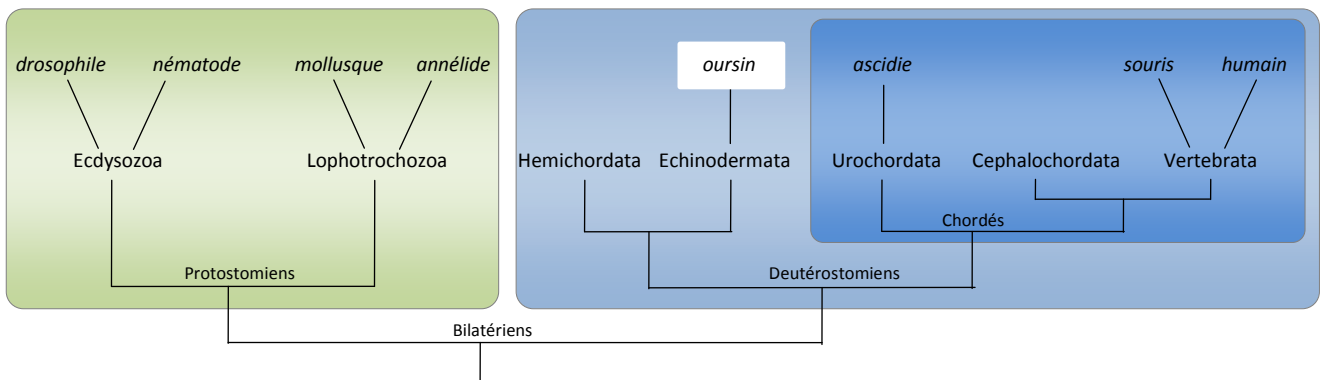 drosophile nématode mollusque annélide oursin ascidie souris humain
Ecdysozoa Lophotrochozoa Hemichordata Echinodermata Urochordata Cephalochordata Vertebrata
Chordés
Protostomiens Deutérostomiens
Bilatériens